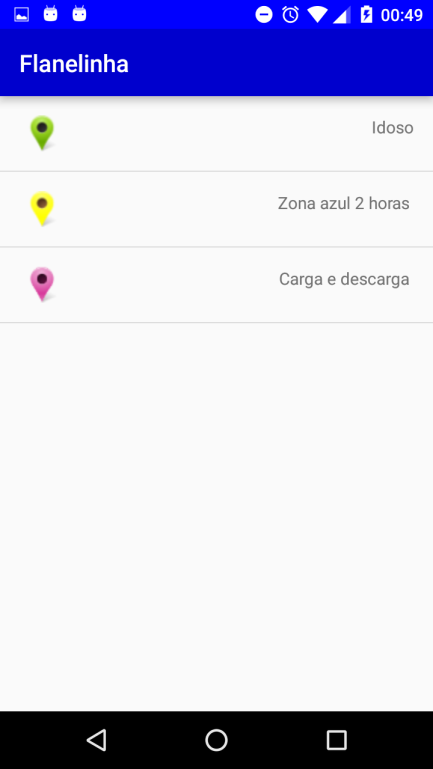 00:49
Flanelinha
Idoso
Zona azul 2 horas
Carga e descarga